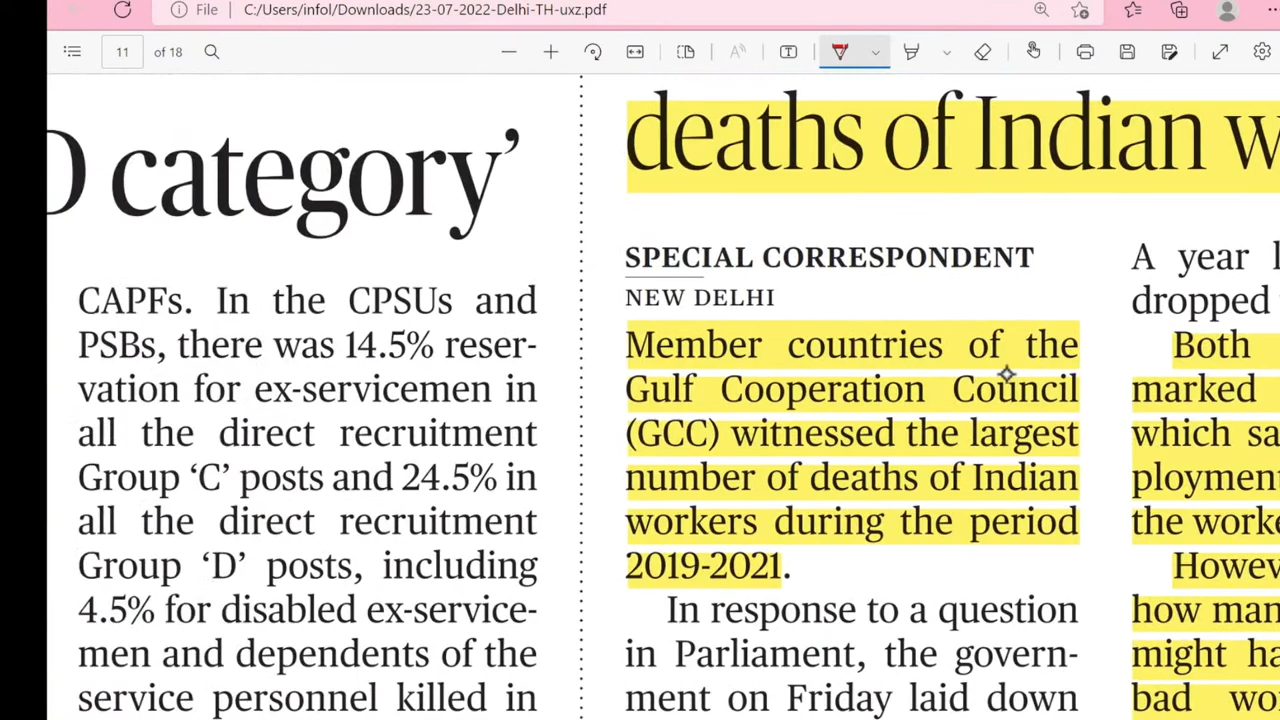 File C:/Users/infol/Downloads/23-07-2022-Delhi-TH-uxz.pdf
11 of 18
category’
CAPFs. In the CPSUs and
PSBs, there was 14.5% reser-
vation for ex-servicemen in
all the direct recruitment
Group ‘C’ posts and 24.5% in
all the direct recruitment
Group ‘D’ posts, including
4.5% for disabled ex-service-
men and dependents of the
service personnel killed in
deaths of Indian w
SPECIAL CORRESPONDENT
NEW DELHI
Member countries of the
Gulf Cooperation Council
(GCC) witnessed the largest
number of deaths of Indian
workers during the period
2019-2021.
In response to a question
in Parliament, the govern-
ment on Friday laid down
A year
dropped
Both
marked
which sa
ploymen
the worke
Howev
how man
might ha
bad wo